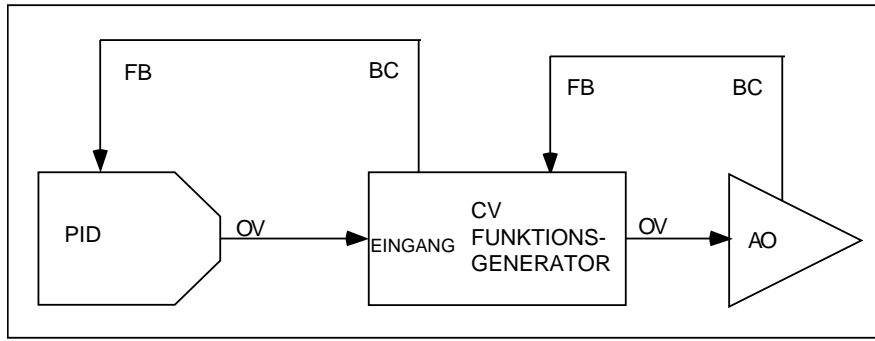 FB BC
FB BC
PID
OV
EINGANG
CV
FUNKTIONS-
GENERATOR
OV
AO